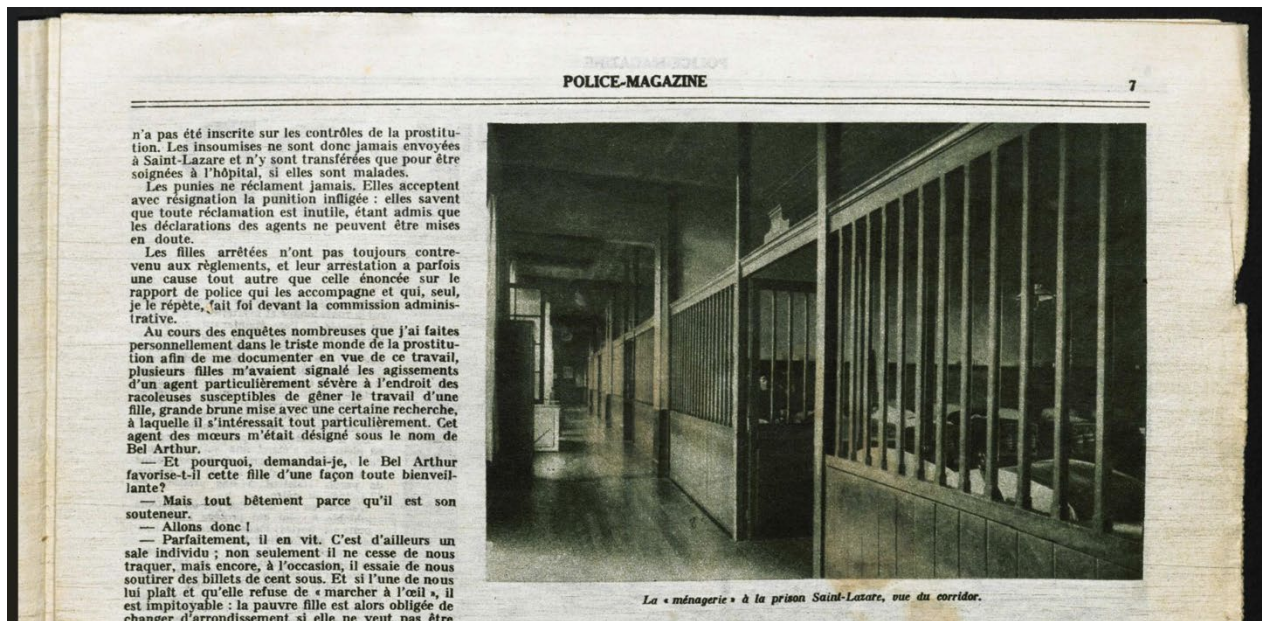 POLICE-MAGAZINE
7
n'a pas été inscrite sur les contrôles de la prostitu-
tion. Les insoumises ne sont donc jamais envoyées
à Saint-Lazare et n'y sont transférées que pour être
soignées à l'hôpital, si elles sont malades.
Les punies ne réclament jamais. Elles acceptent
avec résignation la punition infligée : elles savent
que toute réclamation est inutile, étant admis que
les déclarations des agents ne peuvent être mises
en doute.
Les filles arrêtées n'ont pas toujours contre-
venu aux règlements, et leur arrestation a parfois
une cause tout autre que celle énoncée sur le
rapport de police qui les accompagne et qui, seul,
je le répète, fait foi devant la commission adminis-
trative.
Au cours des enquêtes nombreuses que j'ai faites
personnellement dans le triste monde de la prostitu-
tion afin de me documenter en vue de ce travail,
plusieurs filles m'avaient signalé les agissements
d'un agent particulièrement sévère à l'endroit des
racoleuses susceptibles de gêner le travail d'une
fille, grande brune mise avec une certaine recherche,
à laquelle il s'intéressait tout particulièrement. Cet
agent des mœurs m'était désigné sous le nom de
Bel Arthur.
— Et pourquoi, demandai-je, le Bel Arthur
favorise-t-il cette fille d'une façon toute bienveil-
lante?
— Mais tout bêtement parce qu'il est son
souteneur.
— Allons donc !
— Parfaitement, il en vit. C'est d'ailleurs un
sale individu ; non seulement il ne cesse de nous
traquer, mais encore, à l'occasion, il essaie de nous
soutirer des billets de cent sous. Et si l'une de nous
lui plaît et qu'elle refuse de « marcher à l'œil », il
est impitoyable : la pauvre fille est alors obligée de
changer d'arrondissement si elle ne veut pas être
La « ménagerie » à la prison Saint-Lazare, vue du corridor.